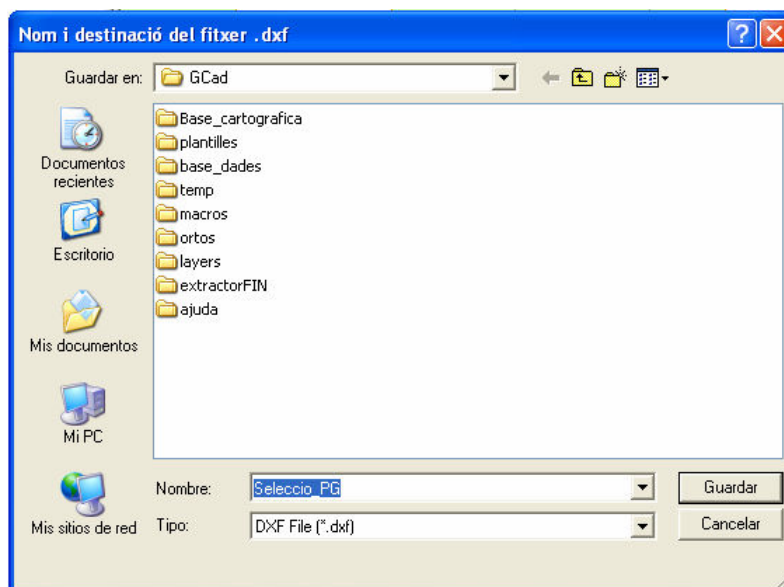 Nom i destinació del fitxer .dxf
Guardar en:
GCad
Documentos
recientes
Escritorio
Mis documentos
Mi PC
Mis sitios de red
Base_cartografica
plantilles
base_dades
temp
macros
ortos
layers
extractorFIN
ajuda
Nombre:
Seleccio_PG
Guardar
Tipo:
DXF File (*.dxf)
Cancelar